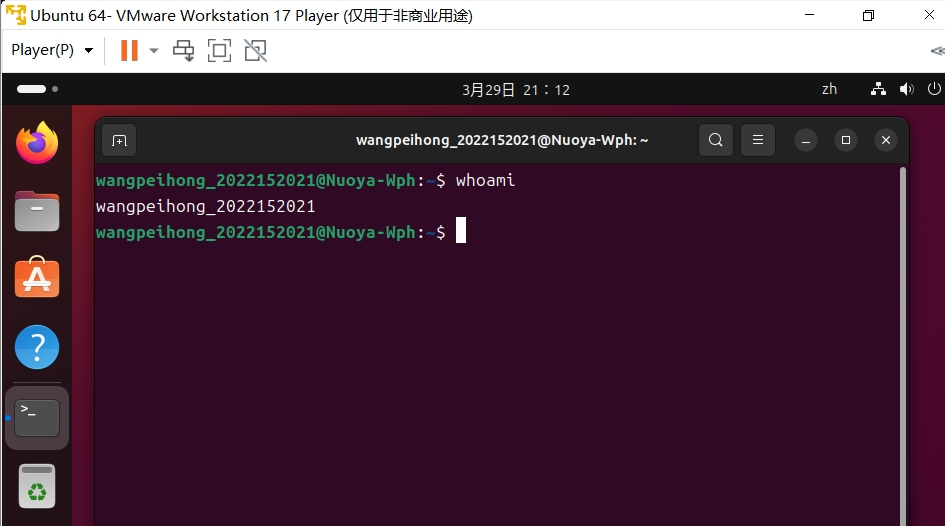 Ubuntu 64- VMware Workstation 17 Player (仅用于非商业用途)
Player(P)
3月29日 21：12
zh
wangpeihong_2022152021@Nuoya-Wph: ~
wangpeihong_2022152021@Nuoya-Wph:~$ whoami
wangpeihong_2022152021
wangpeihong_2022152021@Nuoya-Wph:~$